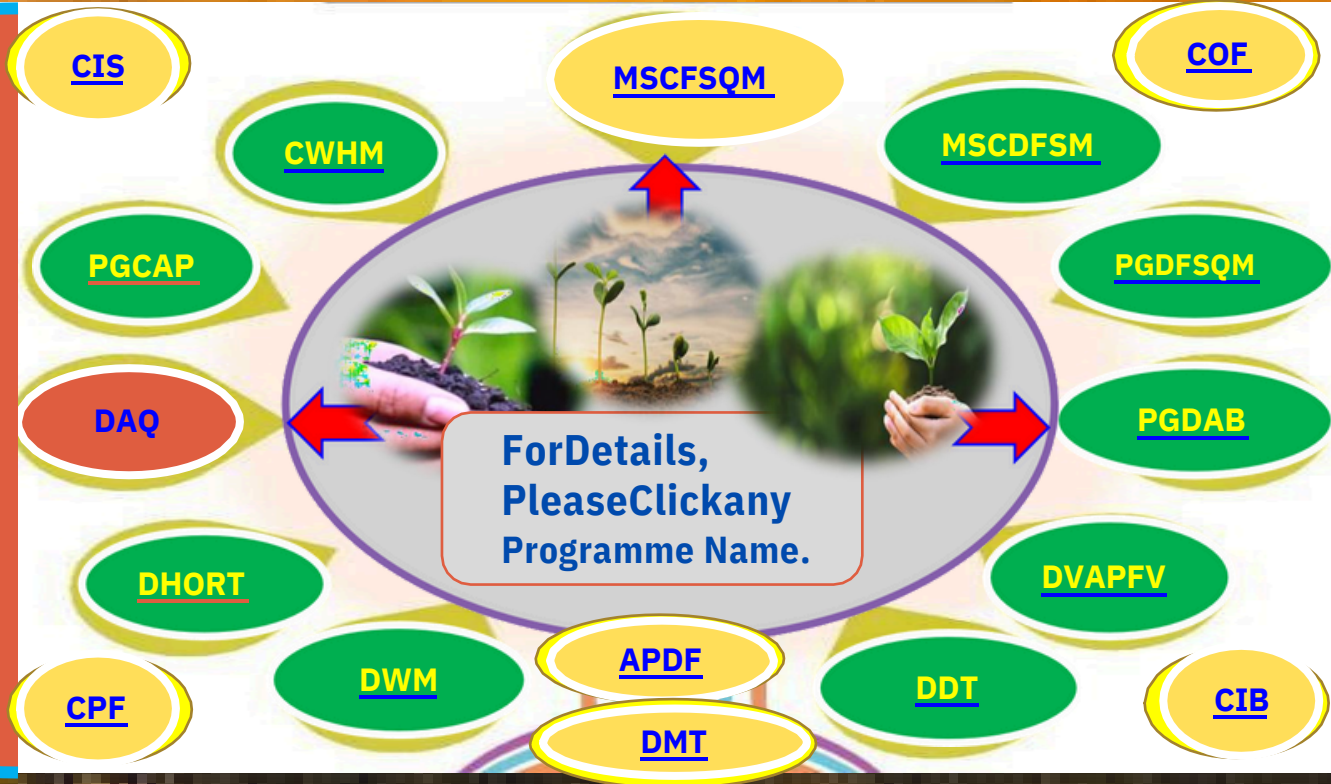 CIS
MSCFSQM
COF
CWHM
MSCDFSM
PGCAP
PGDFSQM
DAQ
PGDAB
ForDetails,
PleaseClickany
Programme Name.
DHORT
DVAPFV
DWM
APDF
DDT
CPF
CIB
DMT